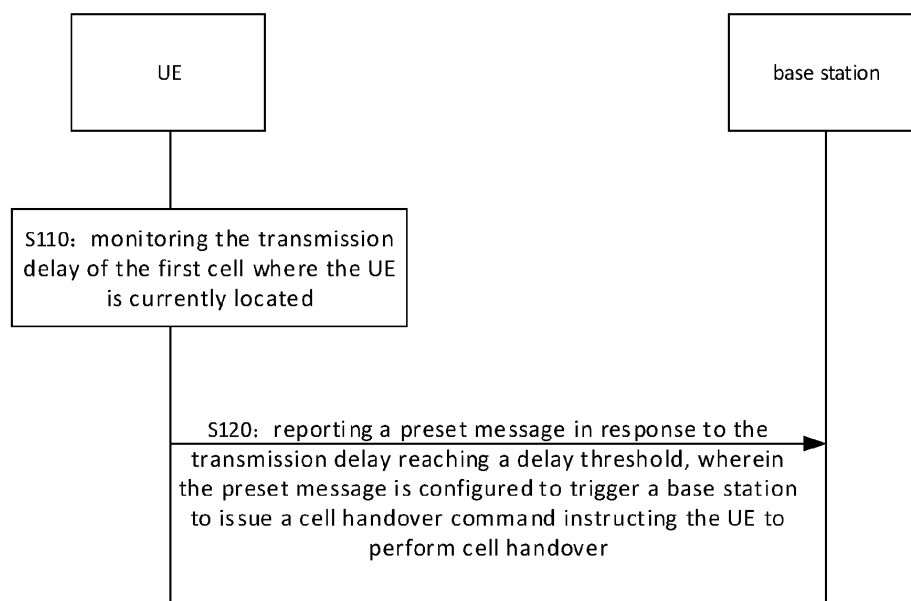 UE
base station
S110：monitoring the transmission
delay of the first cell where the UE
is currently located
S120：reporting a preset message in response to the
transmission delay reaching a delay threshold, wherein
the preset message is configured to trigger a base station
to issue a cell handover command instructing the UE to
perform cell handover